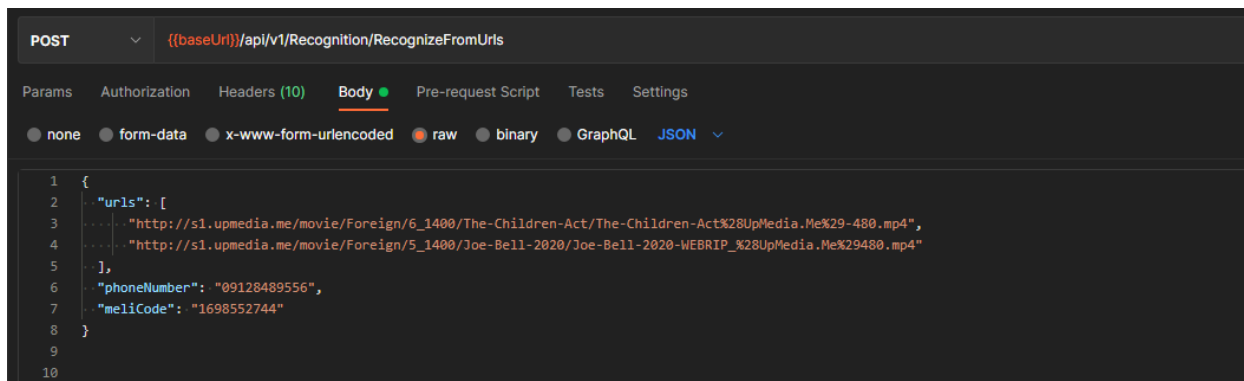 POST {{baseUrl}}/api/v1/Recognition/RecognizeFromUrls
Params Authorization Headers (10) Body Pre-request Script Tests Settings
none form-data x-www-form-urlencoded raw binary GraphQL JSON
1 {
2 "urls": [
3 "http://s1.upmedia.me/movie/Foreign/6_1400/The-Children-Act/The-Children-Act%28UpMedia.Me%29-480.mp4",
4 "http://s1.upmedia.me/movie/Foreign/5_1400/Joe-Bell-2020/Joe-Bell-2020-WEBRIP_%28UpMedia.Me%29480.mp4"
5 ],
6 "phoneNumber": "09128489556",
7 "meliCode": "1698552744"
8 }
9
10